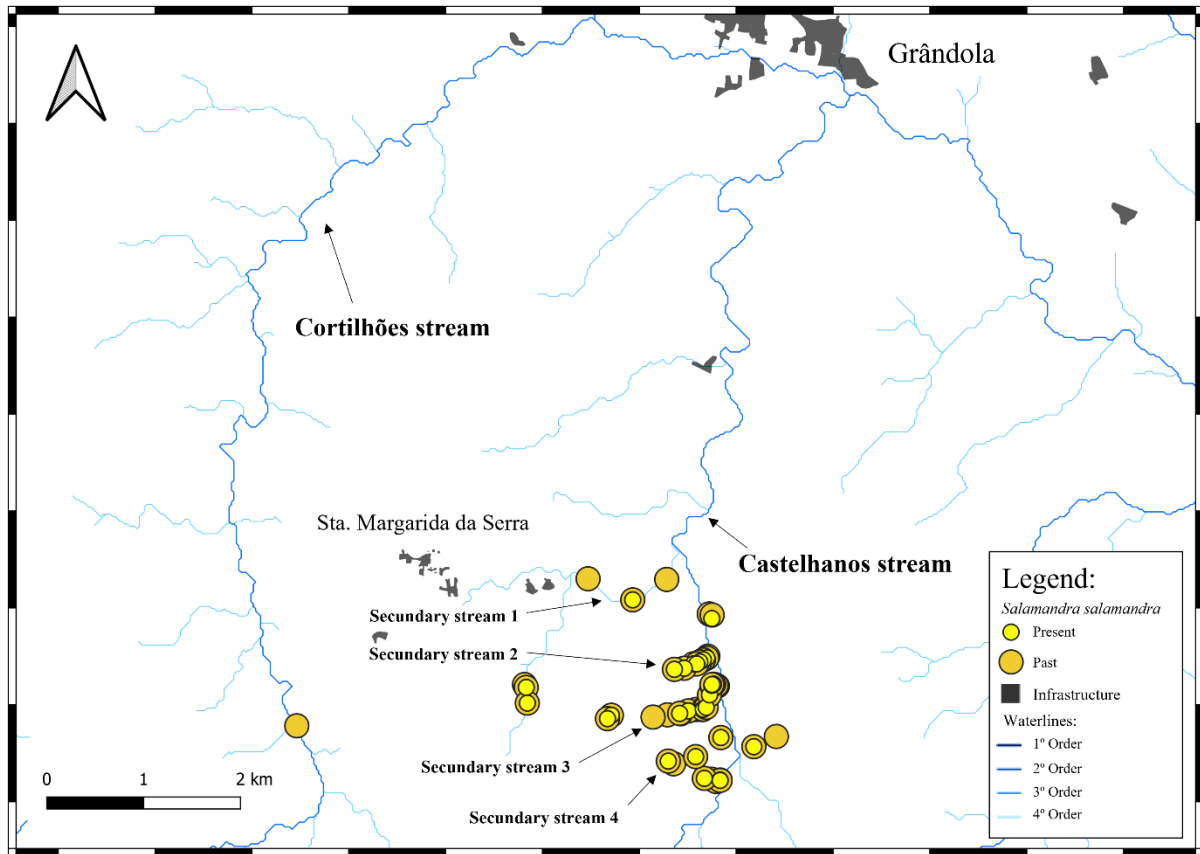 Grândola
Cortilhões stream
Sta. Margarida da Serra
Castelhanos stream
Secundary stream 1
Secundary stream 2
Secundary stream 3
Secundary stream 4
0 1 2 km
Legend:
Salamandra salamandra
Present
Past
Infrastructure
Waterlines:
1º Order
2º Order
3º Order
4º Order